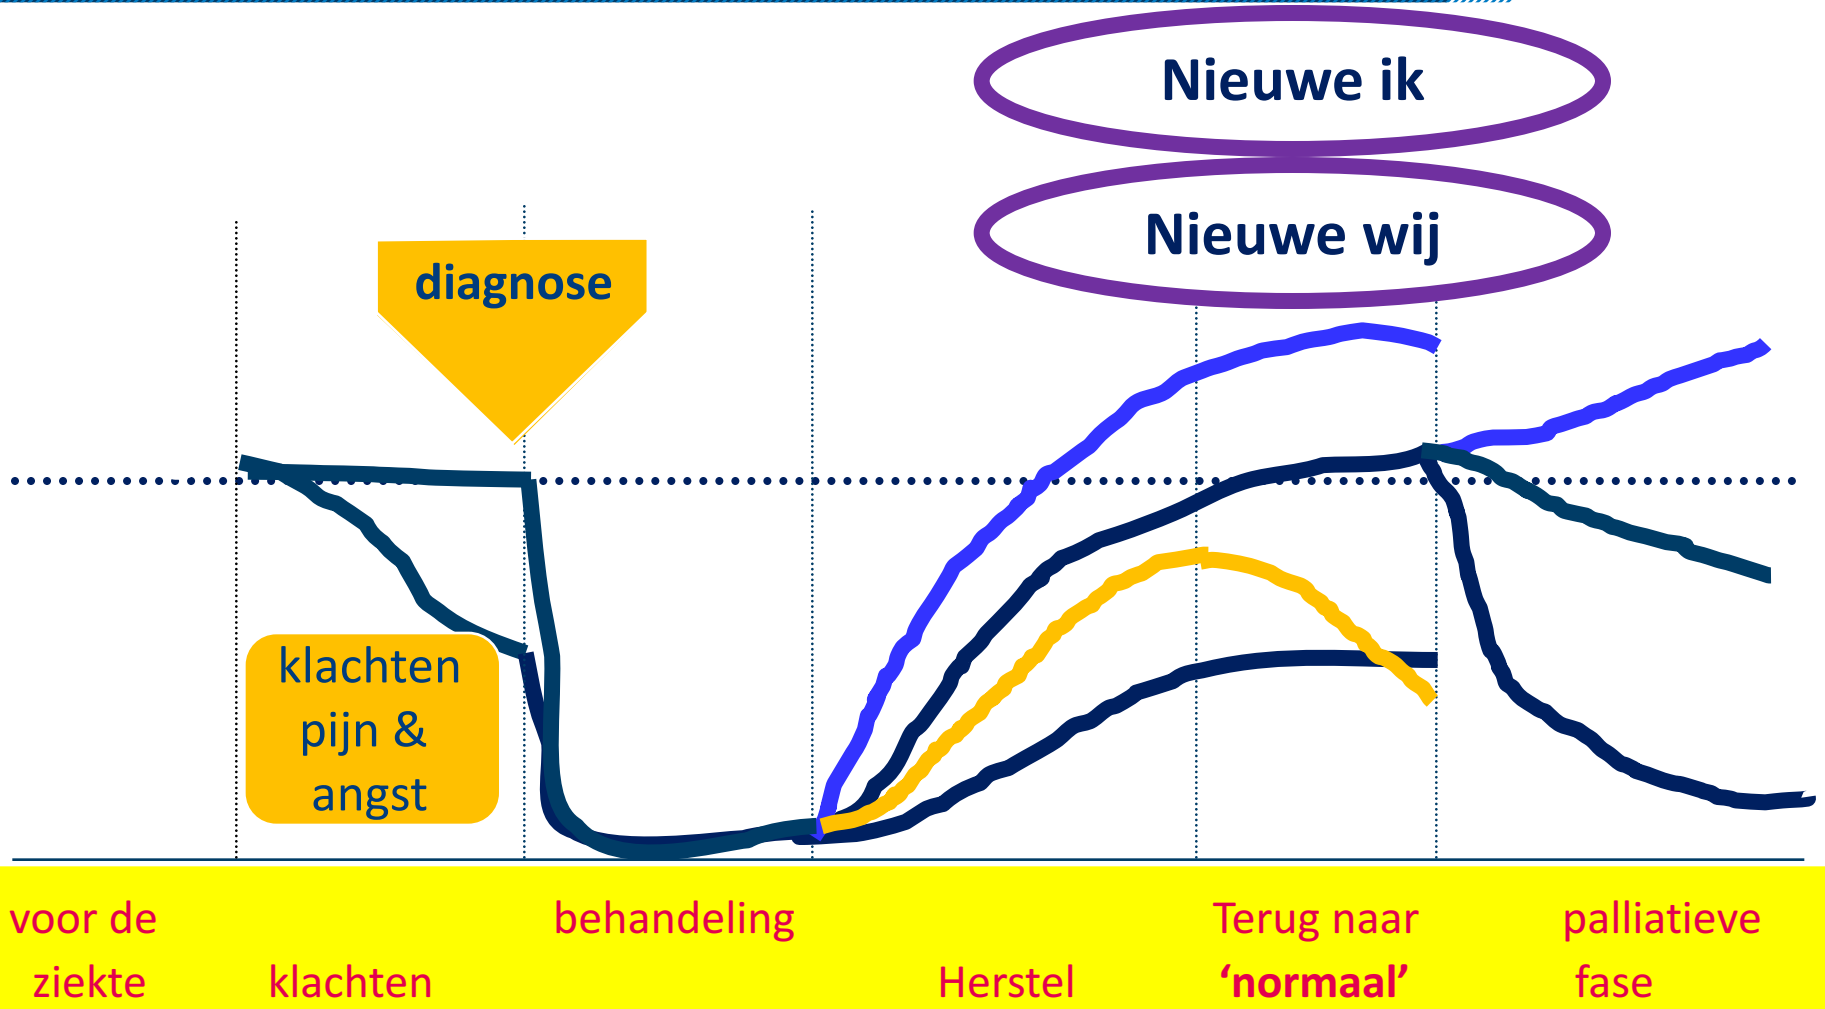 Nieuwe ik
Nieuwe wij
diagnose
klachten
pijn &
angst
voor de
ziekte
klachten
behandeling
Herstel
Terug naar
‘normaal’
palliatieve
fase